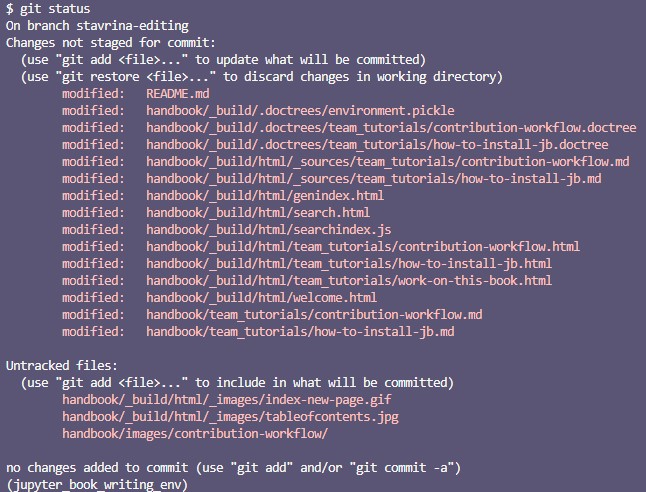 $ git status
On branch stavrina-editing
Changes not staged for commit:
(use "git add <file>..." to update what will be committed)
(use "git restore <file>..." to discard changes in working directory)
modified: README.md
modified: handbook/_build/.doctrees/environment.pickle
modified: handbook/_build/.doctrees/team_tutorials/contribution-workflow.doctree
modified: handbook/_build/.doctrees/team_tutorials/how-to-install-jb.doctree
modified: handbook/_build/html/_sources/team_tutorials/contribution-workflow.md
modified: handbook/_build/html/_sources/team_tutorials/how-to-install-jb.md
modified: handbook/_build/html/genindex.html
modified: handbook/_build/html/search.html
modified: handbook/_build/html/searchindex.js
modified: handbook/_build/html/team_tutorials/contribution-workflow.html
modified: handbook/_build/html/team_tutorials/how-to-install-jb.html
modified: handbook/_build/html/team_tutorials/work-on-this-book.html
modified: handbook/_build/html/welcome.html
modified: handbook/team_tutorials/contribution-workflow.md
modified: handbook/team_tutorials/how-to-install-jb.md
Untracked files:
(use "git add <file>..." to include in what will be committed)
handbook/_build/html/_images/index-new-page.gif
handbook/_build/html/_images/tableofcontents.jpg
handbook/images/contribution-workflow/
no changes added to commit (use "git add" and/or "git commit -a")
(jupyter_book_writing_env)